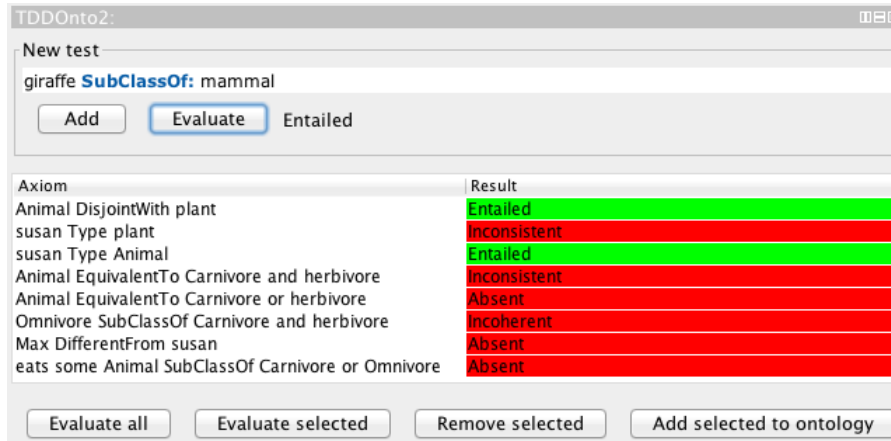 TDDOnto2:
New test
giraffe SubClassOf: mammal
Add Evaluate Entailed
Axiom Result
Animal DisjointWith plant Entailed
susan Type plant Inconsistent
susan Type Animal Entailed
Animal EquivalentTo Carnivore and herbivore Inconsistent
Animal EquivalentTo Carnivore or herbivore Absent
Omnivore SubClassOf Carnivore and herbivore Incoherent
Max DifferentFrom susan Absent
eats some Animal SubClassOf Carnivore or Omnivore Absent
Evaluate all Evaluate selected Remove selected Add selected to ontology